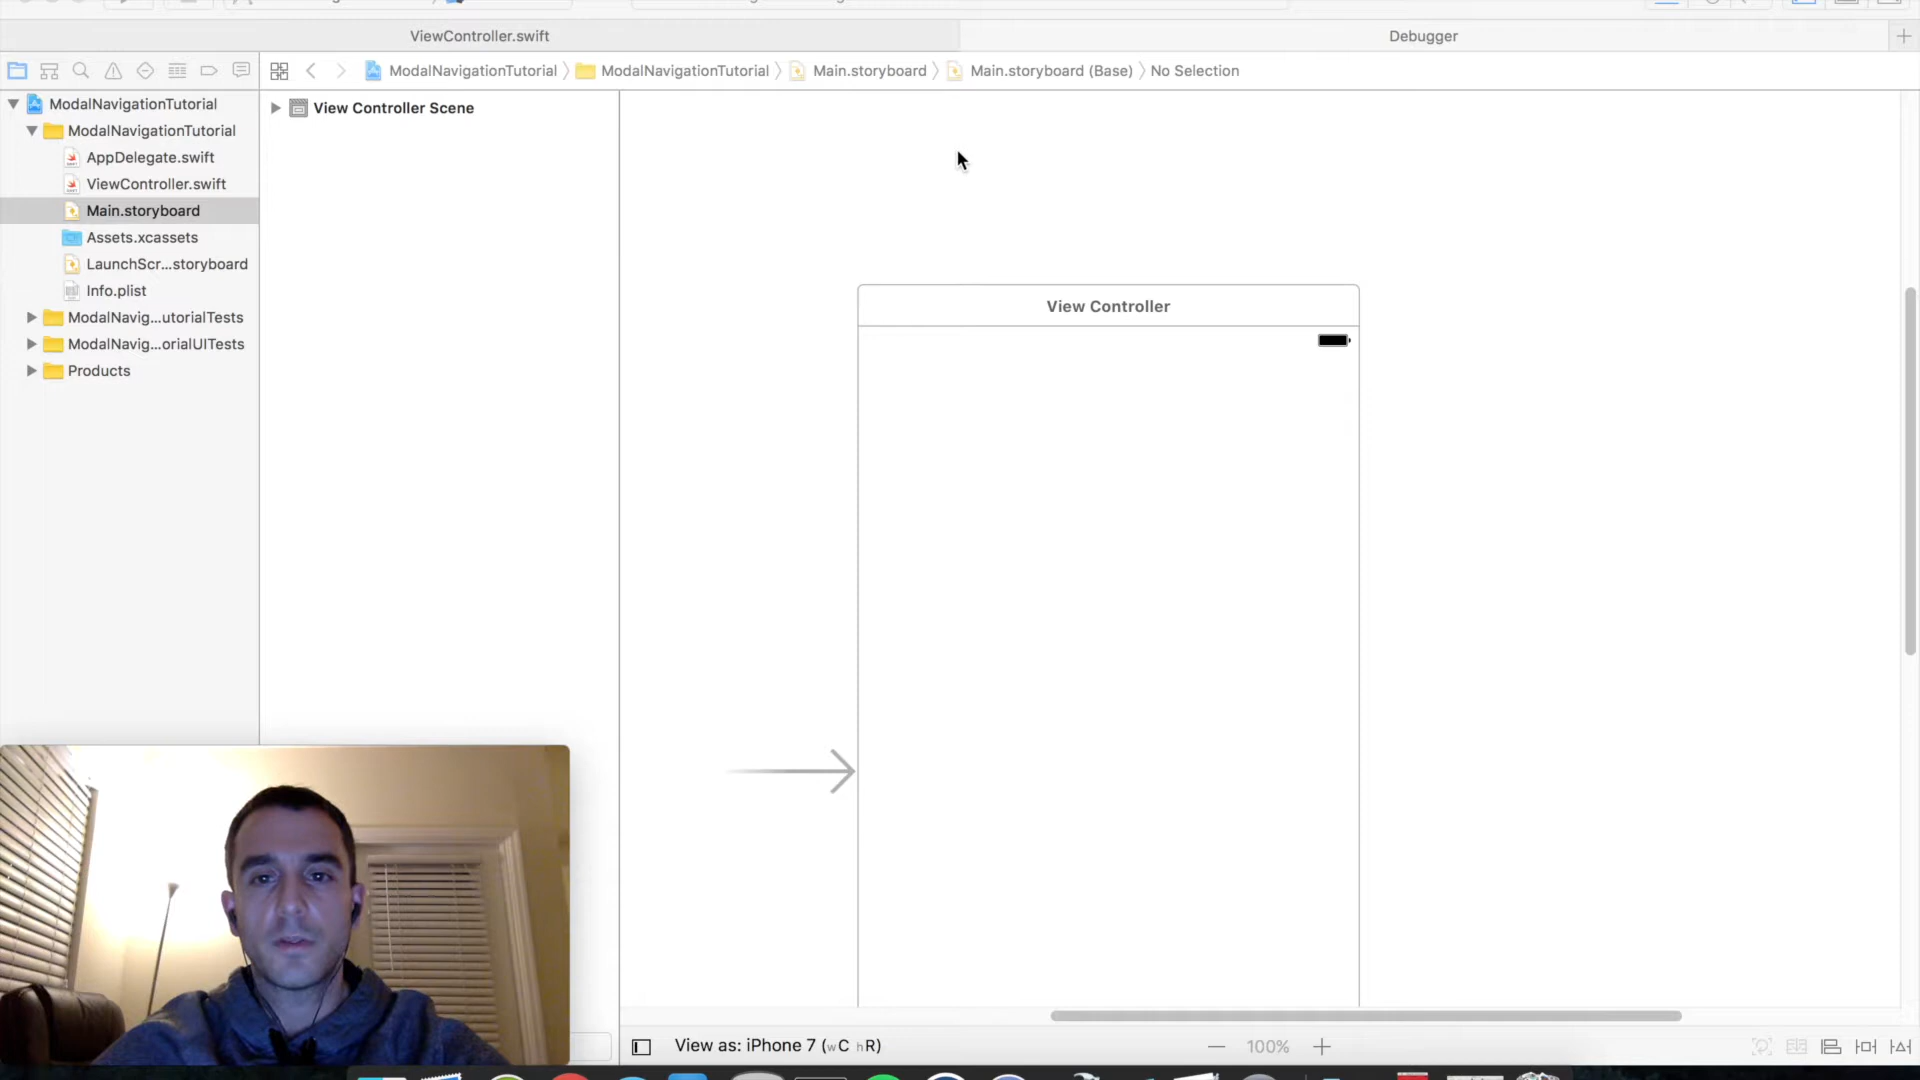 ViewController.swift
Debugger
ModalNavigationTutorial
ModalNavigationTutorial
Main.storyboard
Main.storyboard (Base)
No Selection
ModalNavigationTutorial
ModalNavigationTutorial
AppDelegate.swift
ViewController.swift
Main.storyboard
Assets.xcassets
LaunchScr...storyboard
Info.plist
ModalNavig...utorialTests
ModalNavig...orialUITests
Products
View Controller Scene
View Controller
View as: iPhone 7 (wC hR)
100%